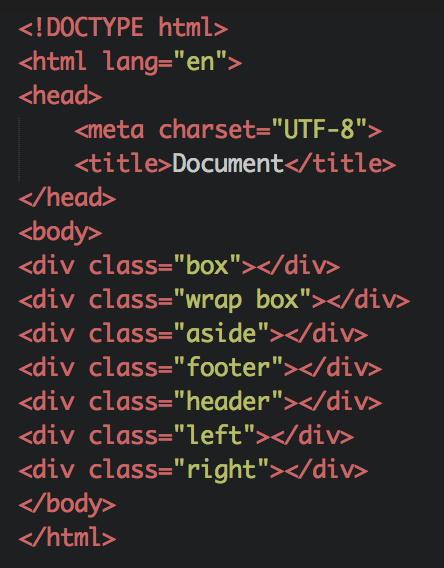 <!DOCTYPE html>
<html lang="en">
<head>
    <meta charset="UTF-8">
    <title>Document</title>
</head>
<body>
<div class="box"></div>
<div class="wrap box"></div>
<div class="aside"></div>
<div class="footer"></div>
<div class="header"></div>
<div class="left"></div>
<div class="right"></div>
</body>
</html>